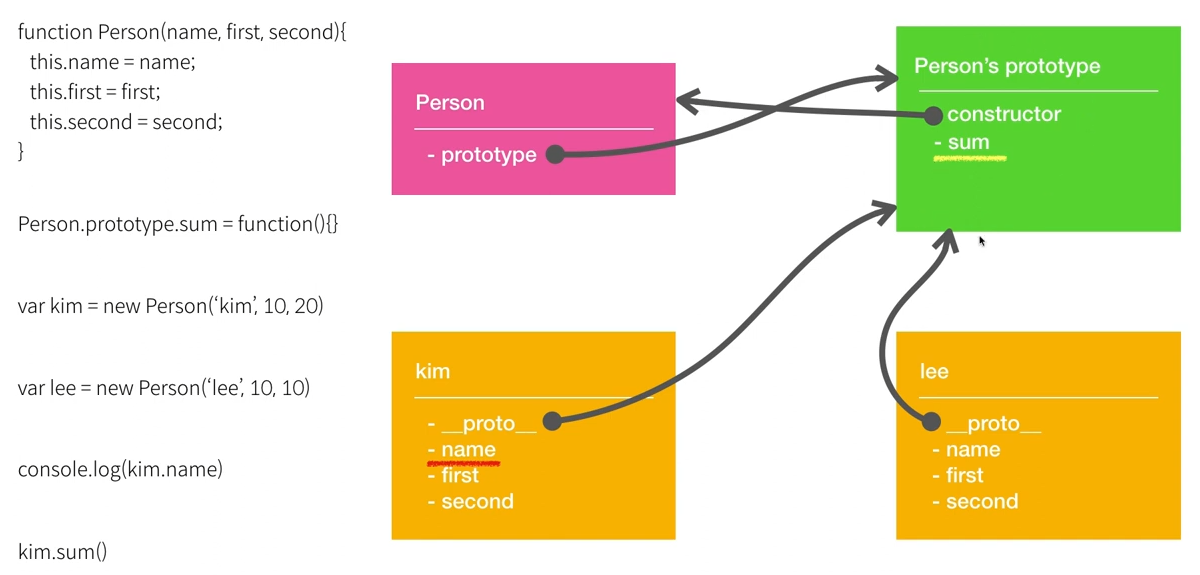 function Person(name, first, second){
this.name = name;
this.first = first;
this.second = second;
}
Person.prototype.sum = function(){}
var kim = new Person(‘kim’, 10, 20)
var lee = new Person(‘lee’, 10, 10)
console.log(kim.name)
kim.sum()
Person
- prototype
Person’s prototype
constructor
- sum
kim
- __proto__
- name
- first
- second
lee
__proto__
- name
- first
- second